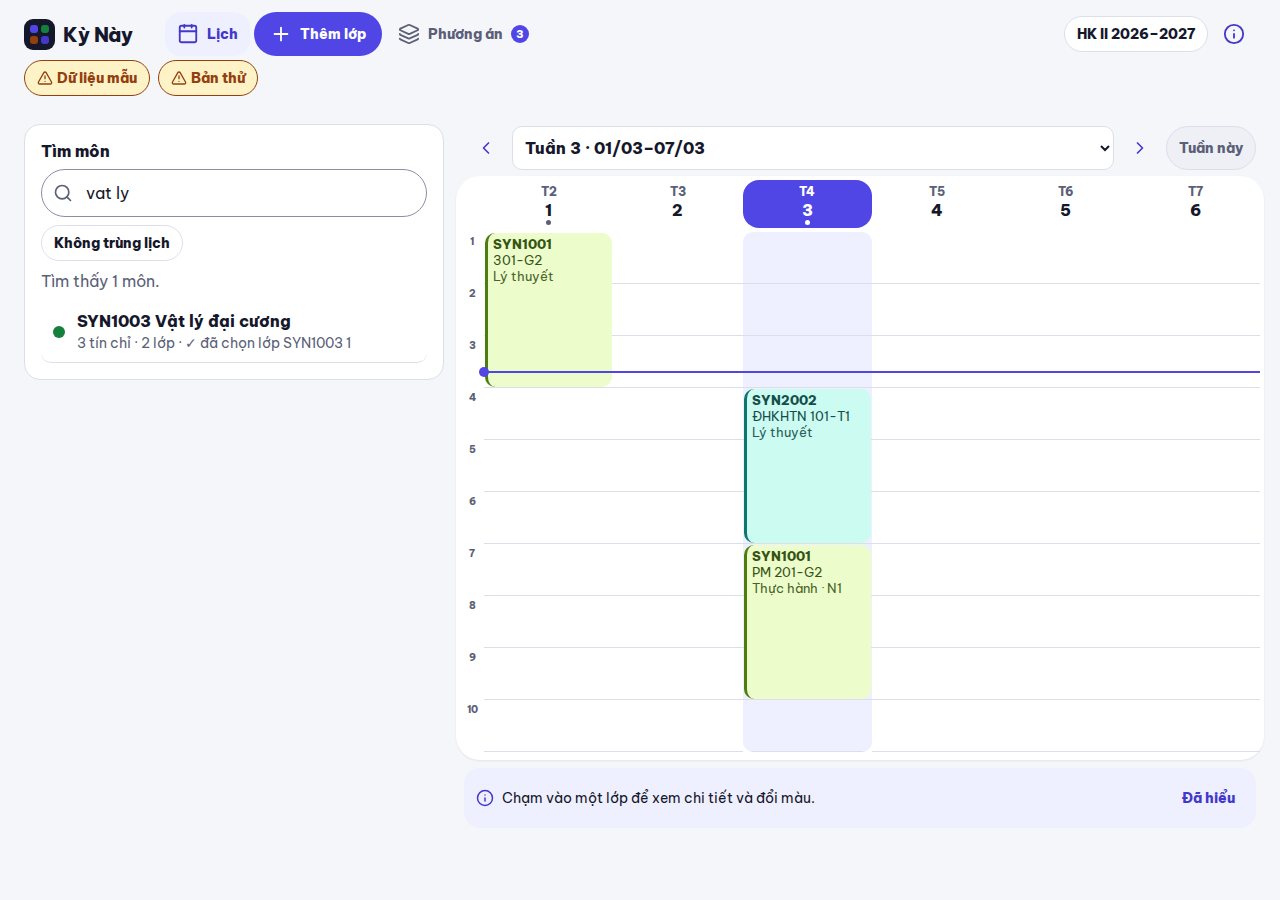 Kỳ Này
Lịch
Thêm lớp
Phương án 3
HK II 2026–2027
Dữ liệu mẫu
Bản thử
Tìm môn
vat ly
Không trùng lịch
Tìm thấy 1 môn.
SYN1003 Vật lý đại cương
3 tín chỉ · 2 lớp · ✓ đã chọn lớp SYN1003 1
Tuần 3 · 01/03–07/03
Tuần này
T2 T3 T4 T5 T6 T7
1 2 3 4 5 6
1
SYN1001
301-G2
Lý thuyết
2
3
4
SYN2002
ĐHKHTN 101-T1
Lý thuyết
5
6
7
SYN1001
PM 201-G2
Thực hành · N1
8
9
10
Chạm vào một lớp để xem chi tiết và đổi màu.
Đã hiểu